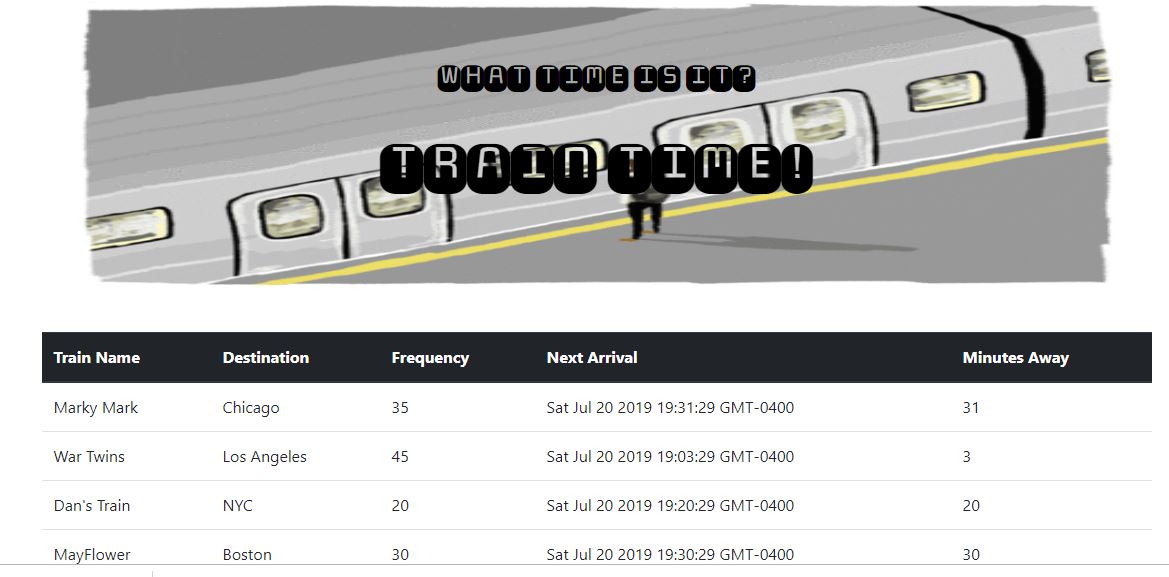 WHAT TIME IS IT?
TRAIN TIME!
Train Name Destination Frequency Next Arrival Minutes Away
Marky Mark Chicago 35 Sat Jul 20 2019 19:31:29 GMT-0400 31
War Twins Los Angeles 45 Sat Jul 20 2019 19:03:29 GMT-0400 3
Dan's Train NYC 20 Sat Jul 20 2019 19:20:29 GMT-0400 20
MayFlower Boston 30 Sat Jul 20 2019 19:30:29 GMT-0400 30